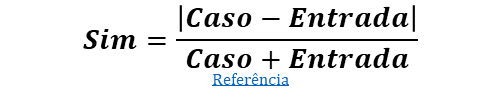 Sim = |Caso − Entrada| / Caso + Entrada
Referência